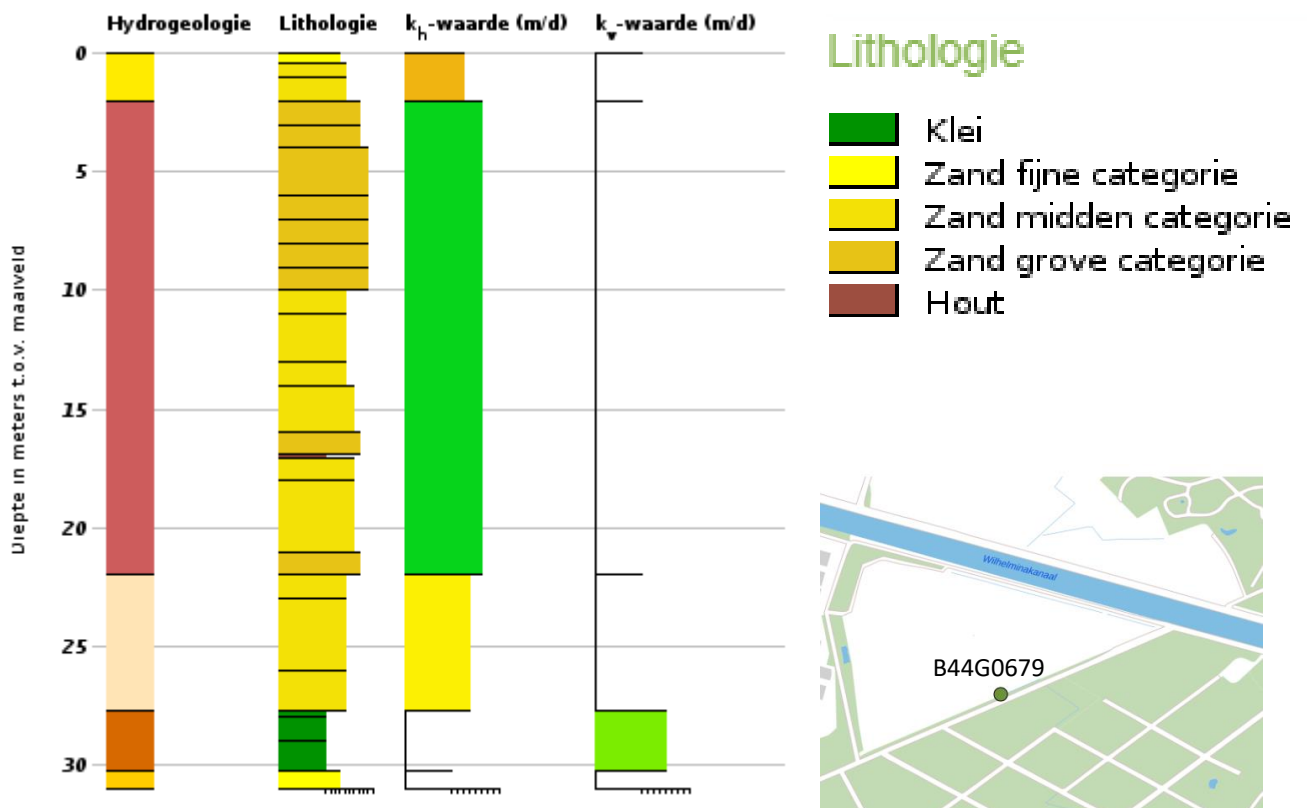 Hydrogeologie Lithologie kh-waarde (m/d) kv-waarde (m/d)
0
5
10
15
20
25
30
Diepte in meters t.o.v. maaiveld
Lithologie
Klei
Zand fijne categorie
Zand midden categorie
Zand grove categorie
Hout
Wilhelminakanaal
B44G0679